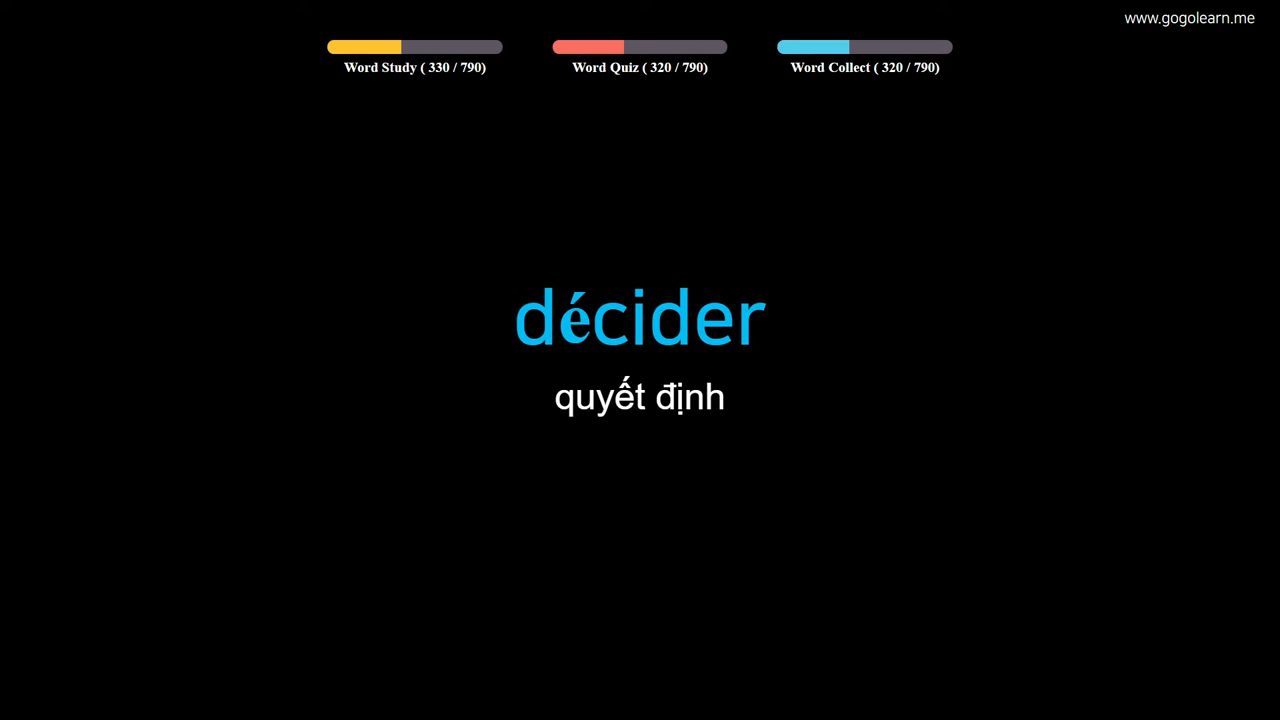 www.gogolearn.me
Word Study ( 330 / 790)
Word Quiz ( 320 / 790)
Word Collect ( 320 / 790)
décider
quyết định